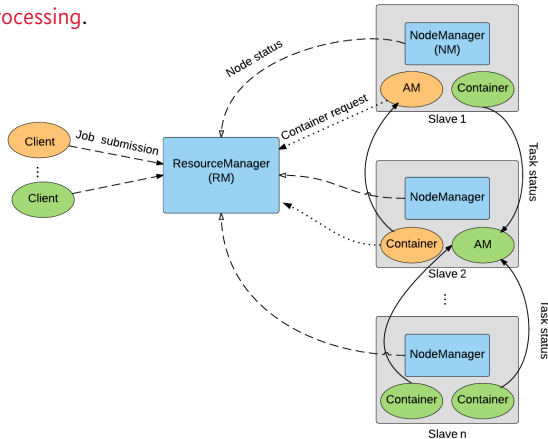 ocessing.
NodeManager
(NM)
Node status
AM
Container
Container request
Slave 1
Client
Job submission
ResourceManager
(RM)
Task status
Client
NodeManager
Container
AM
Slave 2
Task status
NodeManager
Container
Container
Slave n